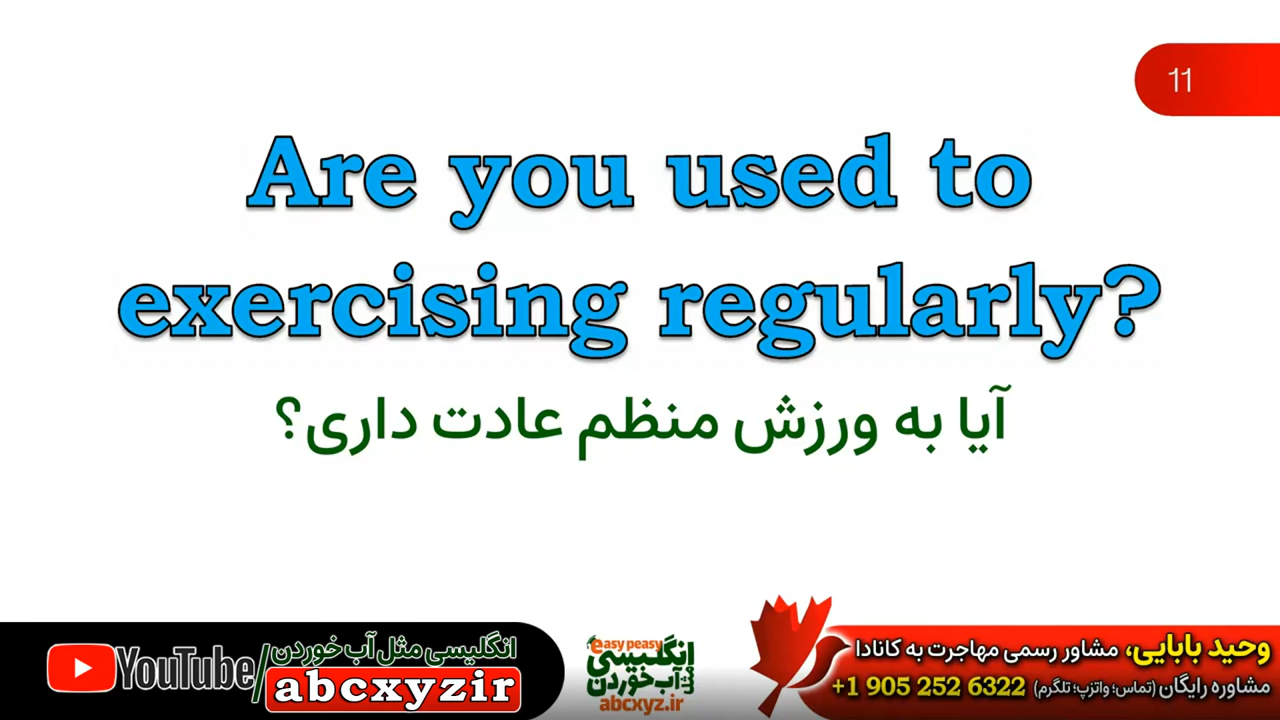 11
Are you used to
exercising regularly?
آیا به ورزش منظم عادت داری؟
YouTube/
انگلیسی مثل آب خوردن
abcxyzir
easy peasy
انگلیسی
مثل آب خوردن
abcxyz.ir
وحید بابایی، مشاور رسمی مهاجرت به کانادا
مشاوره رایگان (تماس؛ واتزپ؛ تلگرم) +1 905 252 6322